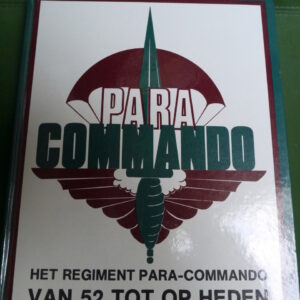 PARA
COMMANDO
HET REGIMENT PARA-COMMANDO
VAN 52 TOT OP HEDEN